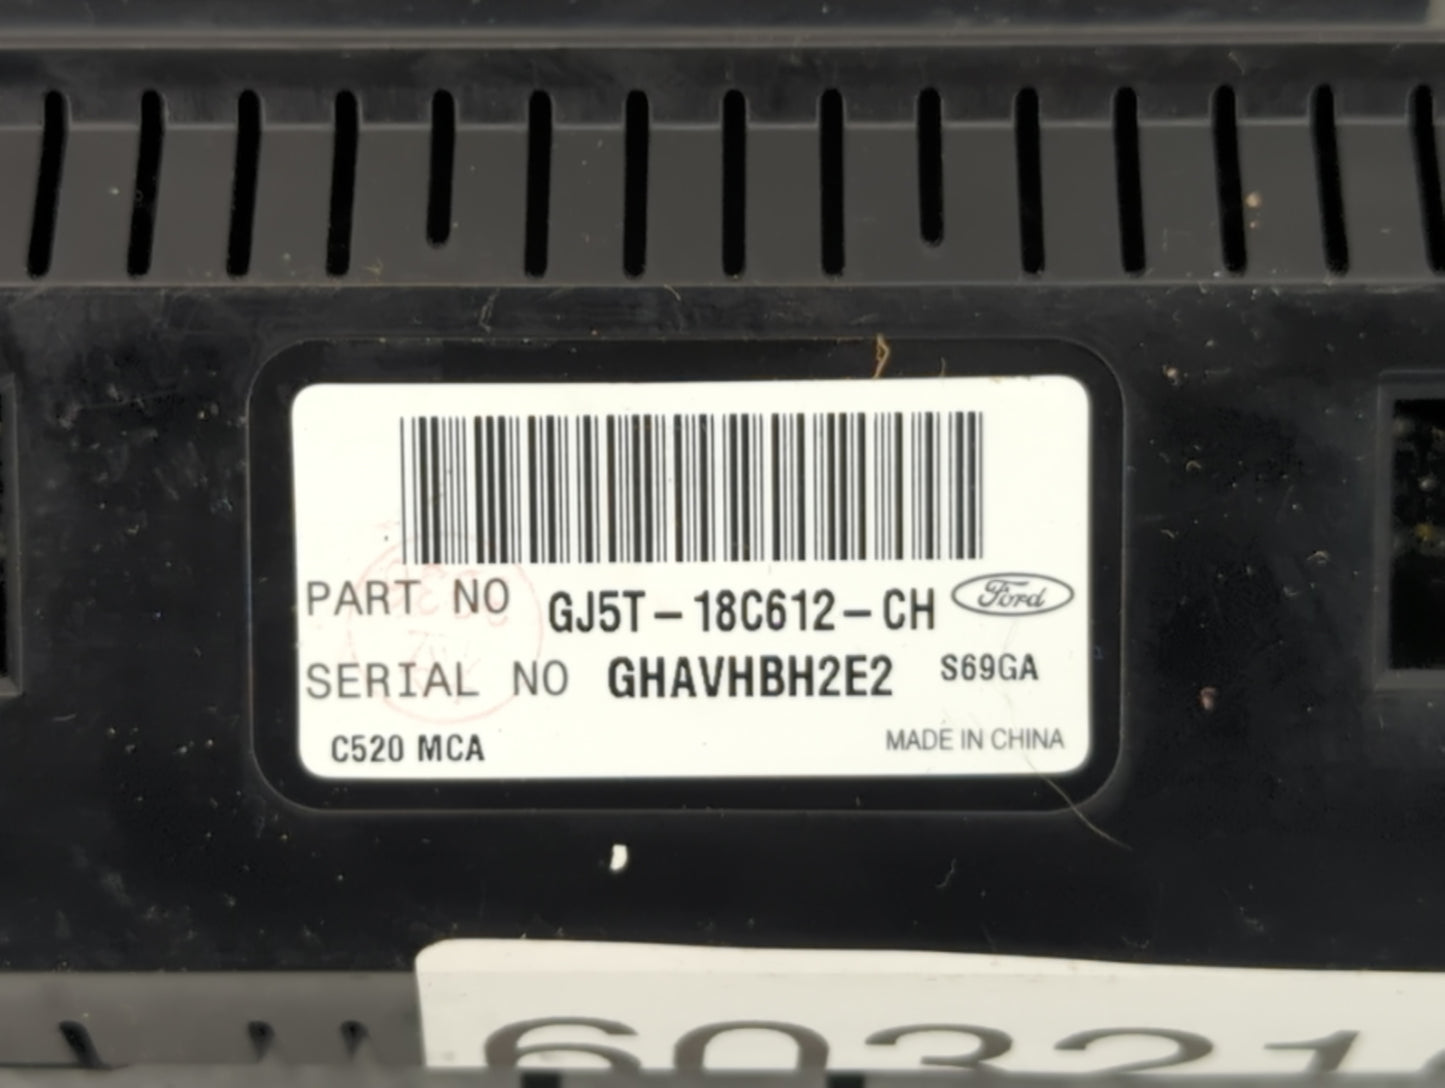 PART NO GJ5T-18C612-CH Ford
SERIAL NO GHAVHBH2E2 S69GA
C520 MCA MADE IN CHINA